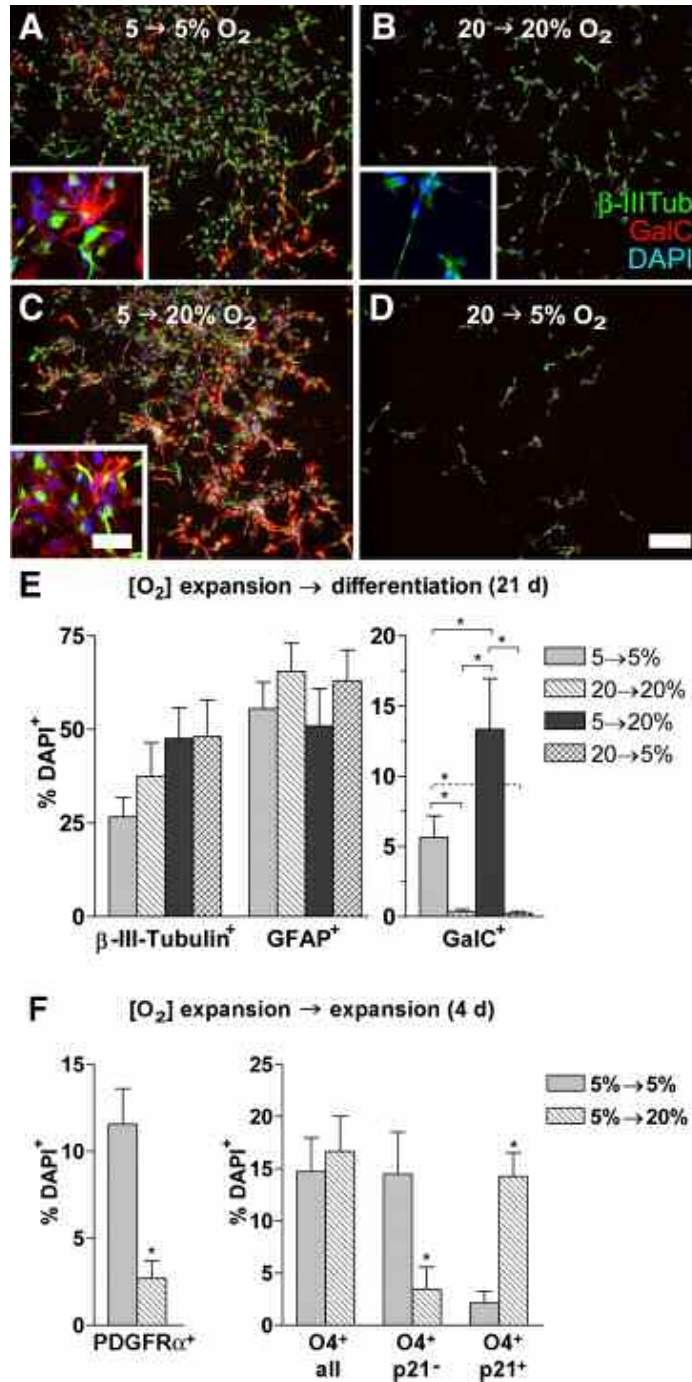 A
5 → 5% O₂
B
20 → 20% O₂
β-IIITub
GalC
DAPI
C
5 → 20% O₂
D
20 → 5% O₂
E
[O₂] expansion → differentiation (21 d)
% DAPI⁺
75
50
25
0
β-III-Tubulin⁺
GFAP⁺
20
15
10
5
0
GalC⁺
*
*
*
*
*
5→5%
20→20%
5→20%
20→5%
F
[O₂] expansion → expansion (4 d)
% DAPI⁺
15
10
5
0
*
PDGFRα⁺
% DAPI⁺
25
20
15
10
5
0
*
*
O4⁺ all
O4⁺ p21⁻
O4⁺ p21⁺
5%→5%
5%→20%